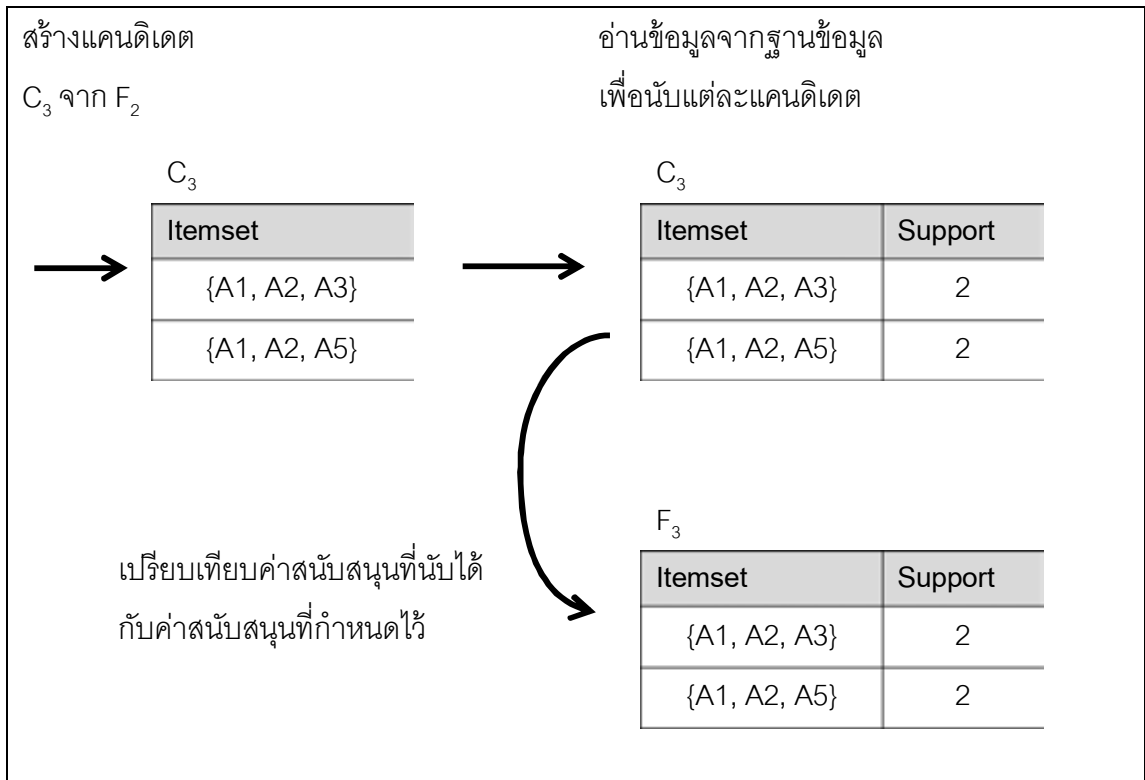 สร้างแคนดิเดต
C₃ จาก F₂
อ่านข้อมูลจากฐานข้อมูล
เพื่อนับแต่ละแคนดิเดต
C₃
Itemset
{A1, A2, A3}
{A1, A2, A5}
C₃
Itemset Support
{A1, A2, A3} 2
{A1, A2, A5} 2
เปรียบเทียบค่าสนับสนุนที่นับได้
กับค่าสนับสนุนที่กำหนดไว้
F₃
Itemset Support
{A1, A2, A3} 2
{A1, A2, A5} 2